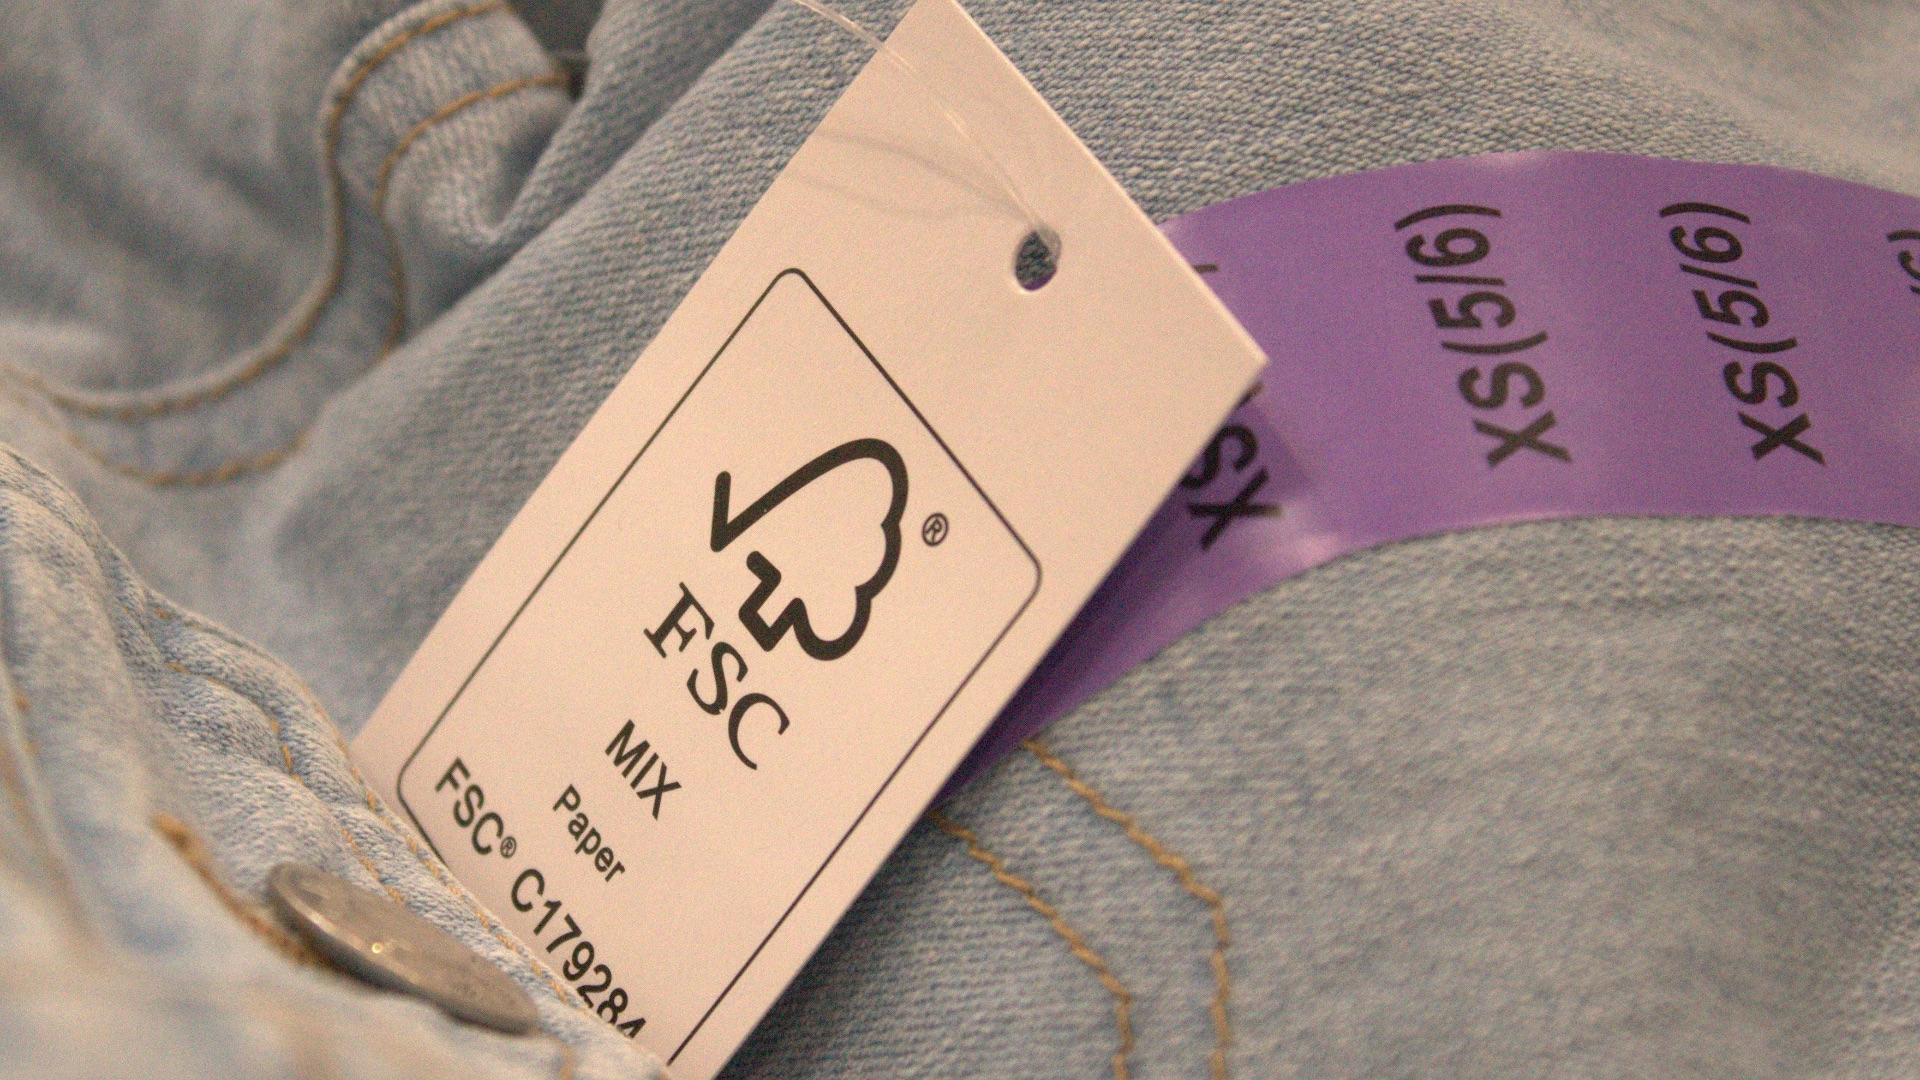 ®
FSC
MIX
Paper
FSC® C179284
XS
XS(5/6)
XS(5/6)